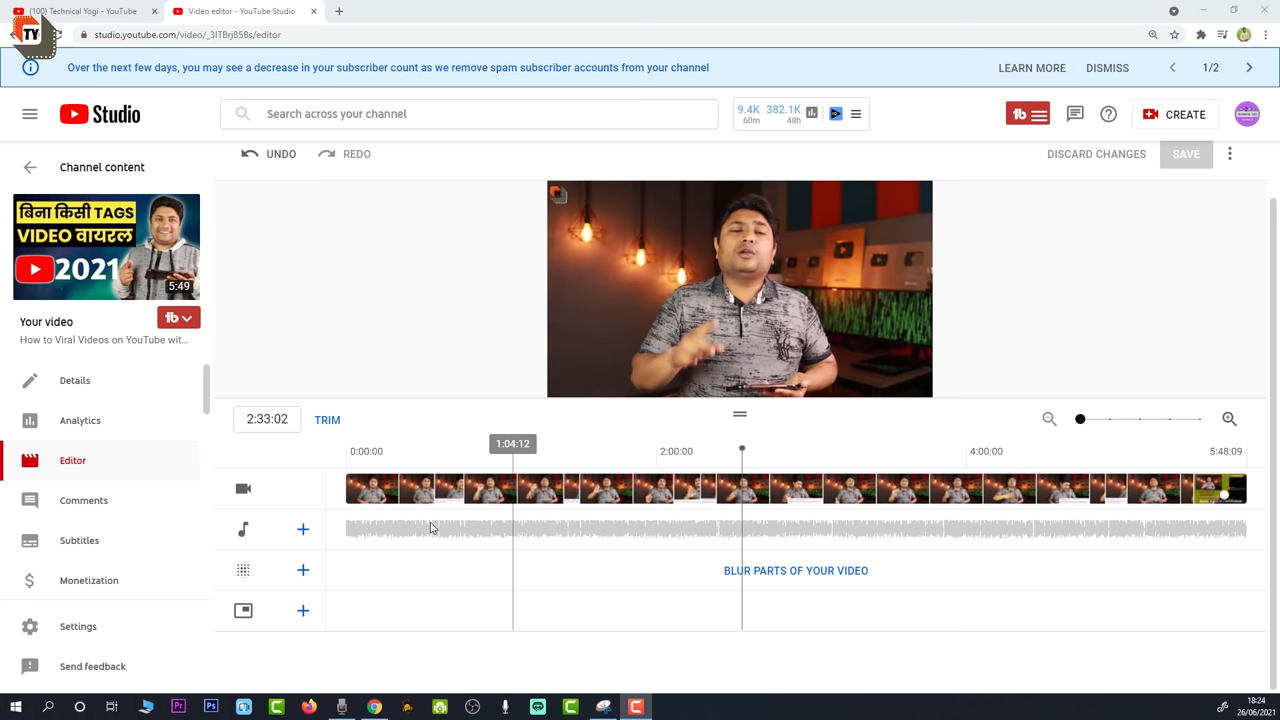 (100) Technical Yogi - YouTube
Video editor - YouTube Studio
TY
studio.youtube.com/video/_3ITBrj85Bs/editor
Over the next few days, you may see a decrease in your subscriber count as we remove spam subscriber accounts from your channel
LEARN MORE
DISMISS
1/2
Studio
Search across your channel
9.4K 382.1K
60m 48h
tb
CREATE
Channel content
UNDO
REDO
DISCARD CHANGES
SAVE
बिना किसी TAGS
VIDEO वायरल
2021
5:49
Your video
tb
How to Viral Videos on YouTube wit...
Details
Analytics
Editor
Comments
Subtitles
Monetization
Settings
Send feedback
2:33:02
TRIM
1:04:12
0:00:00
2:00:00
4:00:00
5:48:09
BLUR PARTS OF YOUR VIDEO
Pr
Ps
18:24
26/06/2021